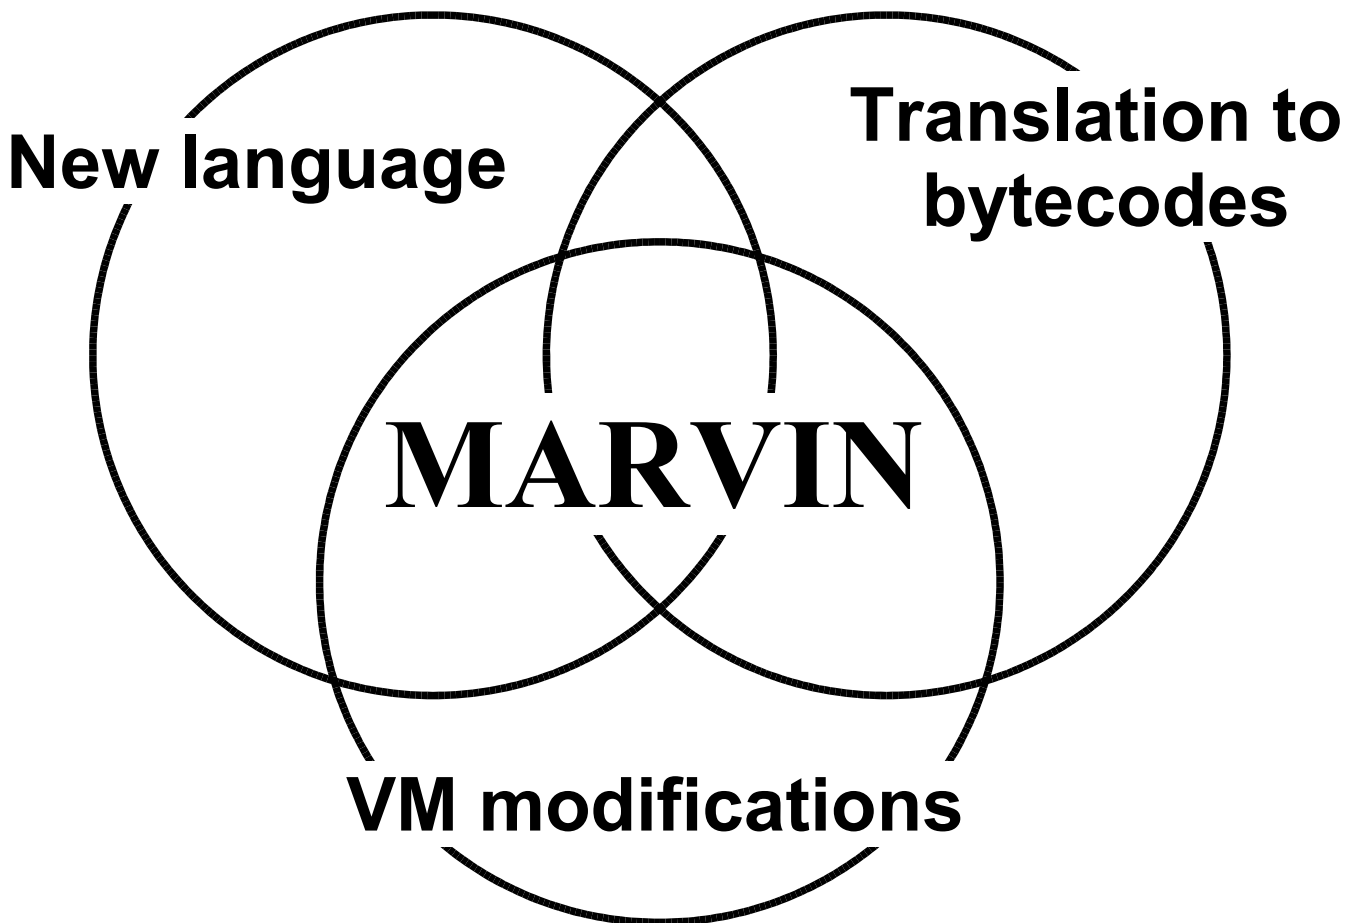 New language
Translation to
bytecodes
MARVIN
VM modifications